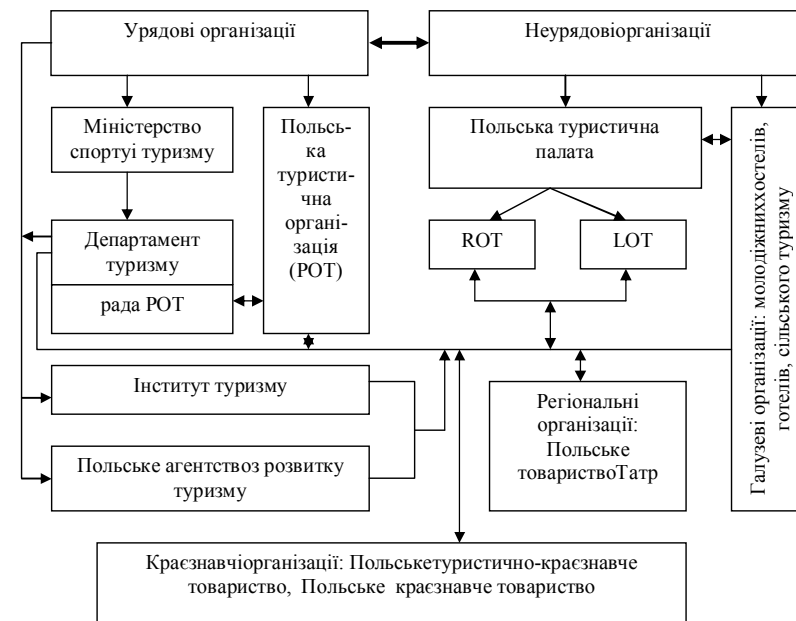 Урядові організації
Неурядовіорганізації
Міністерство
спортуі туризму
Польсь-
ка
туристи-
чна
органі-
зація
(РОТ)
Польська туристична
палата
Галузеві організації: молодіжниххостелів,
готелів, сільського туризму
Департамент
туризму
рада РОТ
ROT
LOT
Інститут туризму
Регіональні
організації:
Польське
товариствоТатр
Польське агентствоз розвитку
туризму
Краєзнавчіорганізації: Польськетуристично-краєзнавче
товариство, Польське краєзнавче товариство